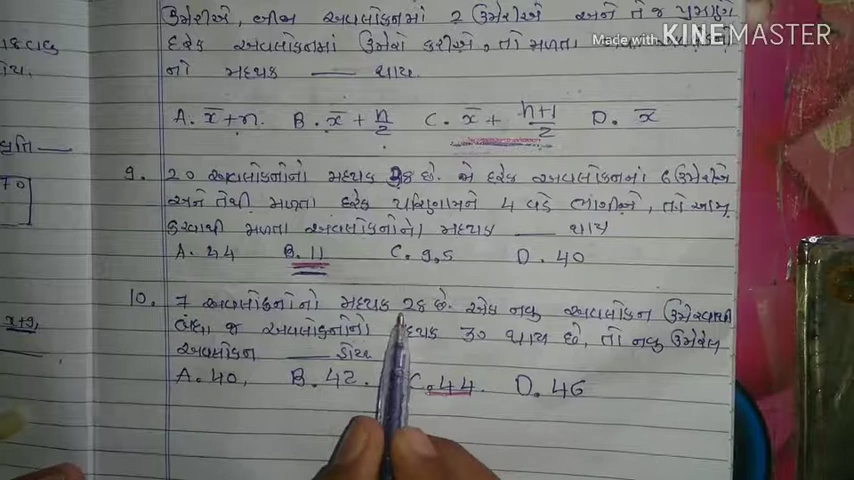 ઉમેરીએ, બીજા અવલોકનમાં 2 ઉમેરીએ અને તે જ પ્રમાણે
દરેક અવલોકનમાં ઉમેરો કરીએ, તો મળતા
Made with KINEMASTER
નો મધ્યક ___ થાય.
A. x̄+n. B. x̄ + n/2 C. x̄ + n+1/2 D. x̄
9. 20 અવલોકનોનો મધ્યક 38 છે. જો દરેક અવલોકનમાં 6 ઉમેરીએ
અને તેથી મળતા દરેક પરિણામને 4 વડે ભાગીએ, તો આમ
કરવાથી મળતા અવલોકનોનો મધ્યક ___ થાય
A. 44 B. 11 C. 9.5 D. 40
10. 7 અવલોકનોનો મધ્યક 28 છે. એક નવુ અવલોકન ઉમેરવાથી
બધા જ અવલોકનોનો મધ્યક 30 થાય છે, તો નવુ ઉમેરેલ
અવલોકન ___ હોય
A. 40, B. 42. C. 44. D. 46
70